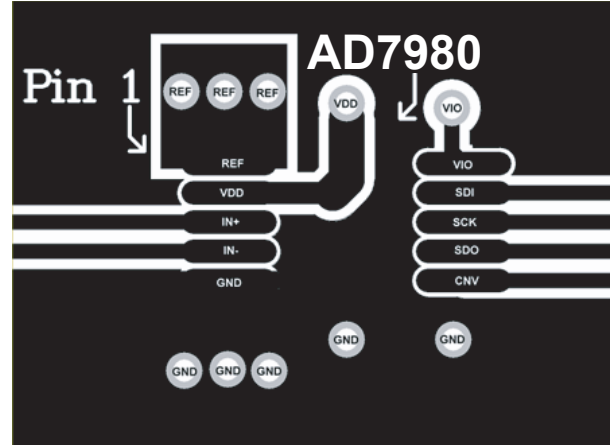 AD7980
Pin 1
REF REF REF
VDD
VIO
REF
VDD
IN+
IN-
GND
VIO
SDI
SCK
SDO
CNV
GND
GND
GND GND GND